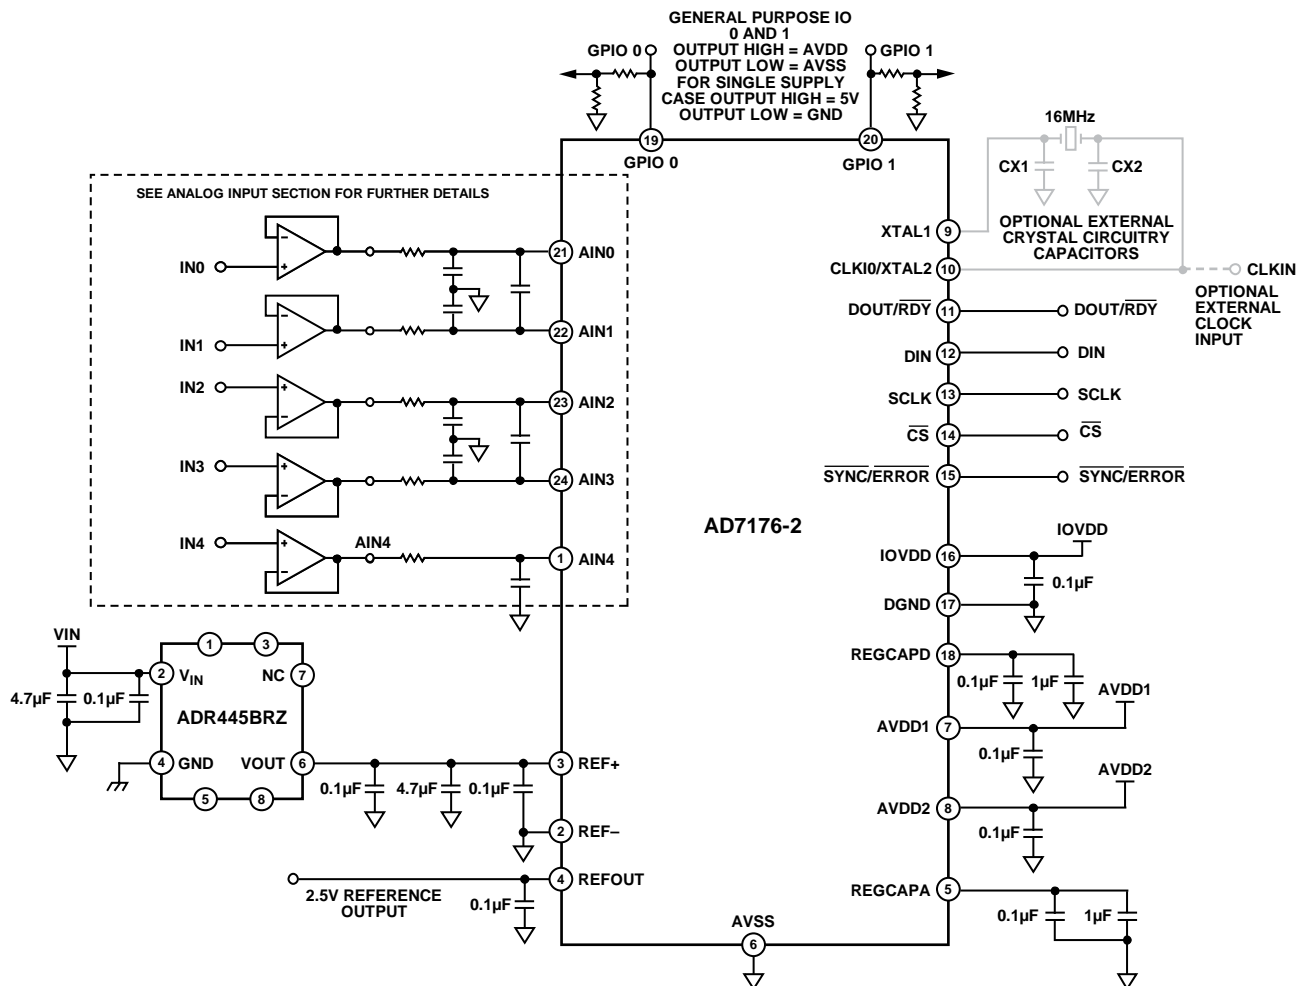 GENERAL PURPOSE IO
0 AND 1
OUTPUT HIGH = AVDD
OUTPUT LOW = AVSS
FOR SINGLE SUPPLY
CASE OUTPUT HIGH = 5V
OUTPUT LOW = GND
GPIO 0
GPIO 1
19
GPIO 0
20
GPIO 1
16MHz
CX1
CX2
OPTIONAL EXTERNAL
CRYSTAL CIRCUITRY
CAPACITORS
SEE ANALOG INPUT SECTION FOR FURTHER DETAILS
IN0
–
+
21
AIN0
IN1
–
+
22
AIN1
IN2
+
–
23
AIN2
IN3
+
–
24
AIN3
IN4
+
–
AIN4
1
AIN4
XTAL1
9
CLKI0/XTAL2
10
CLKIN
OPTIONAL
EXTERNAL
CLOCK
INPUT
DOUT/RDY
11
DOUT/RDY
DIN
12
DIN
SCLK
13
SCLK
CS
14
CS
SYNC/ERROR
15
SYNC/ERROR
AD7176-2
IOVDD
16
IOVDD
0.1µF
DGND
17
REGCAPD
18
0.1µF
1µF
AVDD1
7
AVDD1
0.1µF
AVDD2
8
AVDD2
0.1µF
REGCAPA
5
0.1µF
1µF
VIN
4.7µF
0.1µF
1
3
2
VIN
NC
7
ADR445BRZ
4
GND
VOUT
6
5
8
0.1µF
4.7µF
0.1µF
3
REF+
2
REF–
4
REFOUT
2.5V REFERENCE
OUTPUT
0.1µF
AVSS
6